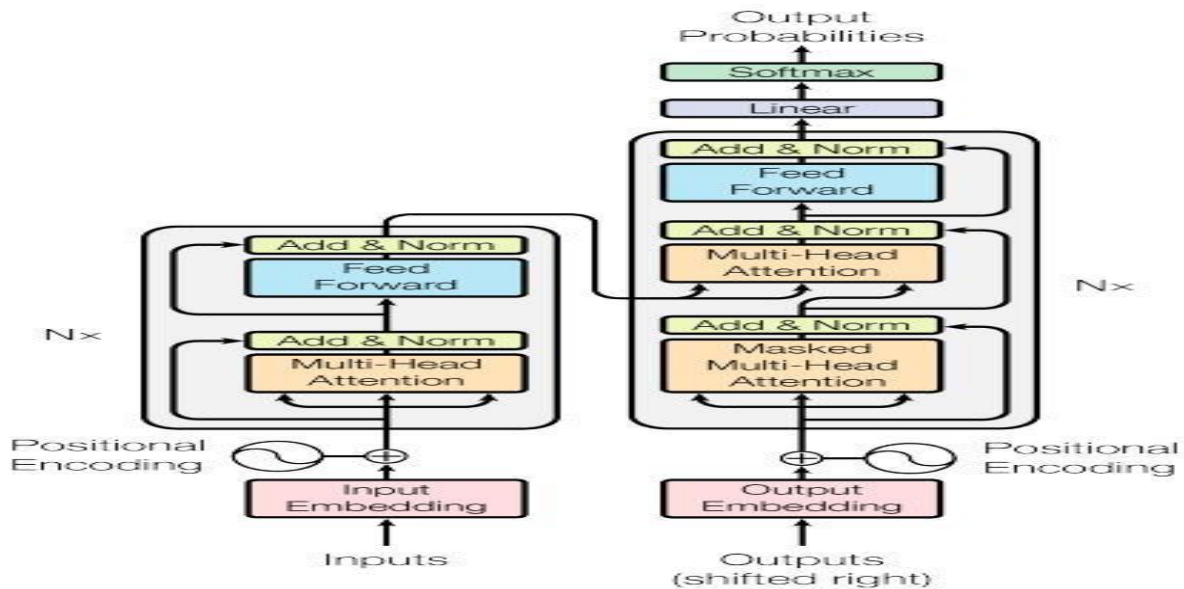 Output
Probabilities
Softmax
Linear
Add & Norm
Feed
Forward
Add & Norm
Multi-Head
Attention
Add & Norm
Masked
Multi-Head
Attention
Nx
Positional
Encoding
Output
Embedding
Outputs
(shifted right)
Add & Norm
Feed
Forward
Add & Norm
Multi-Head
Attention
Nx
Positional
Encoding
Input
Embedding
Inputs